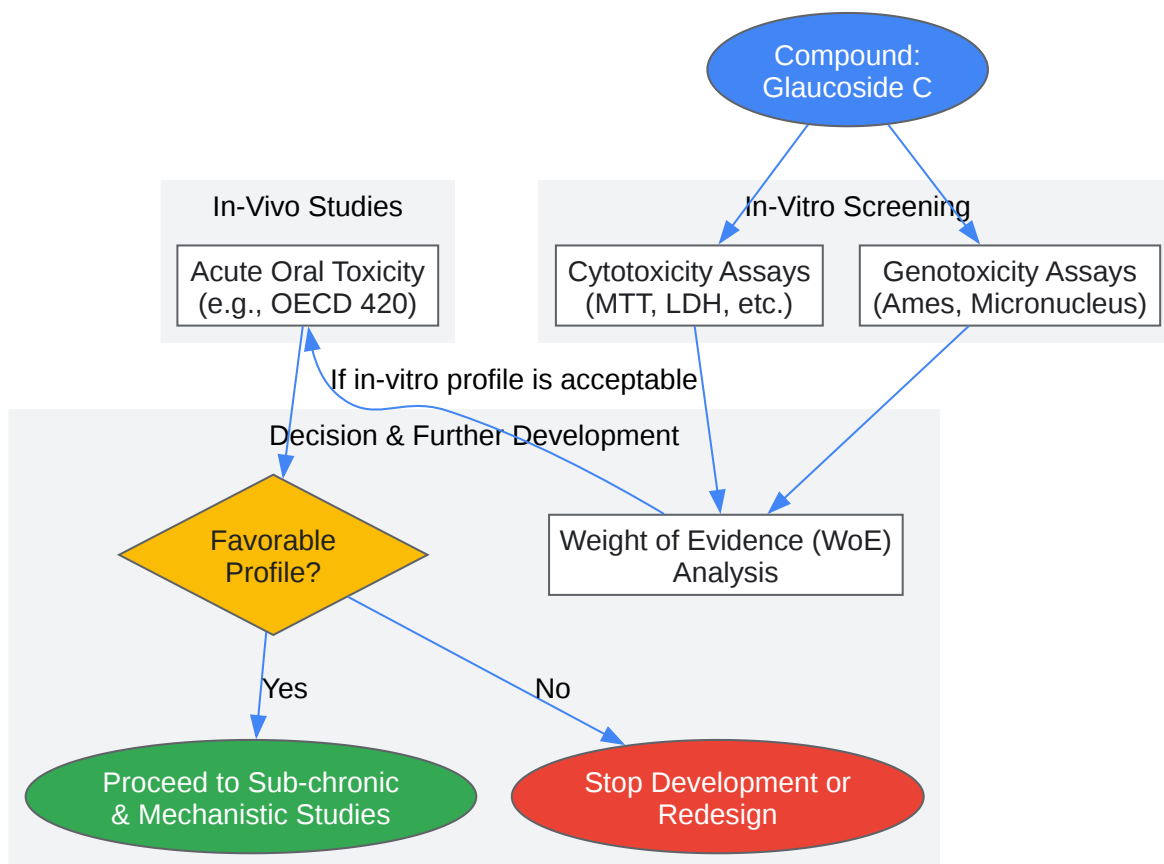 Compound:
Glaucoside C
In-Vivo Studies
In-Vitro Screening
Acute Oral Toxicity
(e.g., OECD 420)
Cytotoxicity Assays
(MTT, LDH, etc.)
Genotoxicity Assays
(Ames, Micronucleus)
If in-vitro profile is acceptable
Decision & Further Development
Favorable
Profile?
Weight of Evidence (WoE)
Analysis
Yes
No
Proceed to Sub-chronic
& Mechanistic Studies
Stop Development or
Redesign